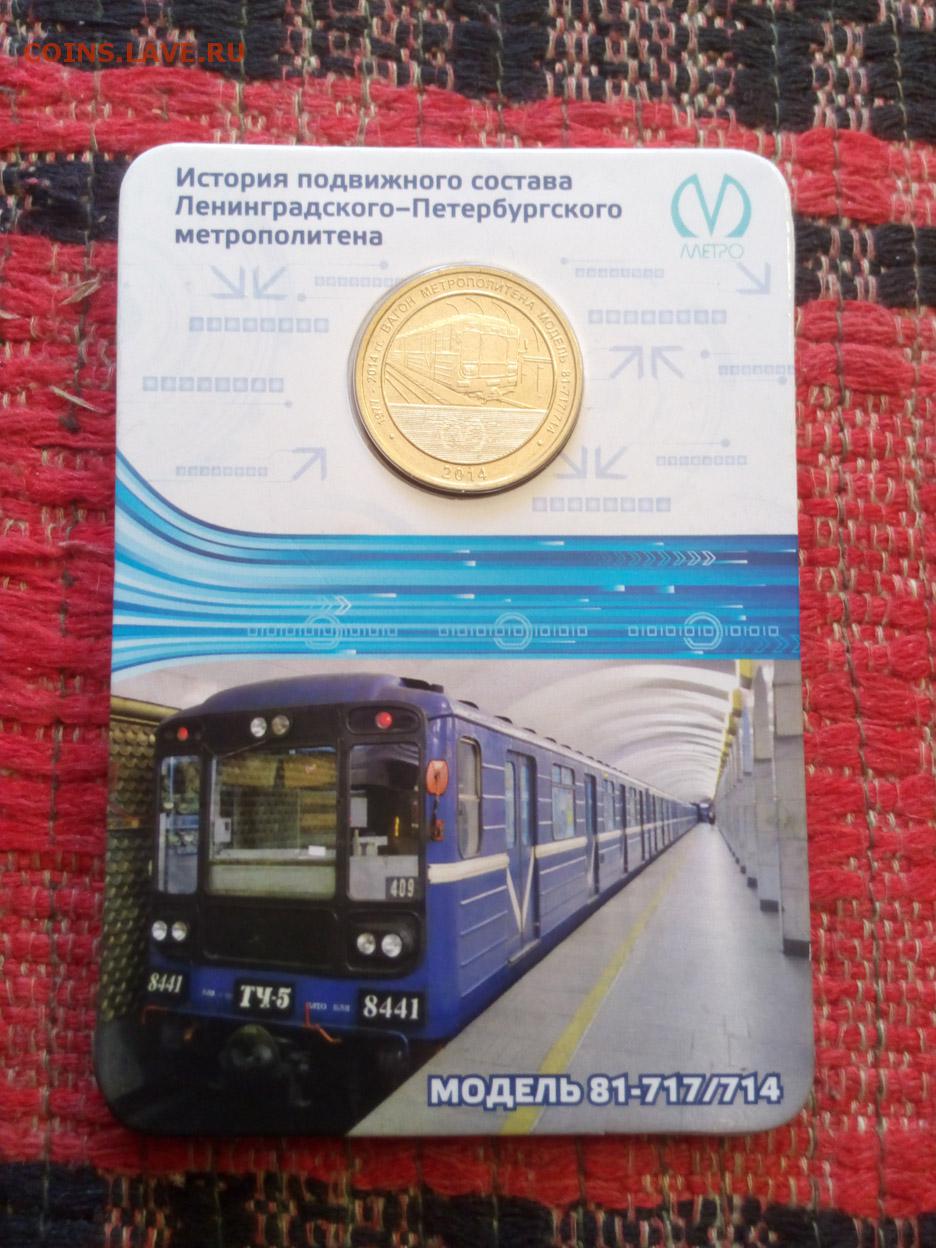 COINS.LAVE.RU
История подвижного состава
Ленинградского–Петербургского
метрополитена
МЕТРО
1977 - 2014 гг. ВАГОН МЕТРОПОЛИТЕНА МОДЕЛЬ 81-717/714
2014
409
8441
ТЧ-5
8441
МОДЕЛЬ 81-717/714